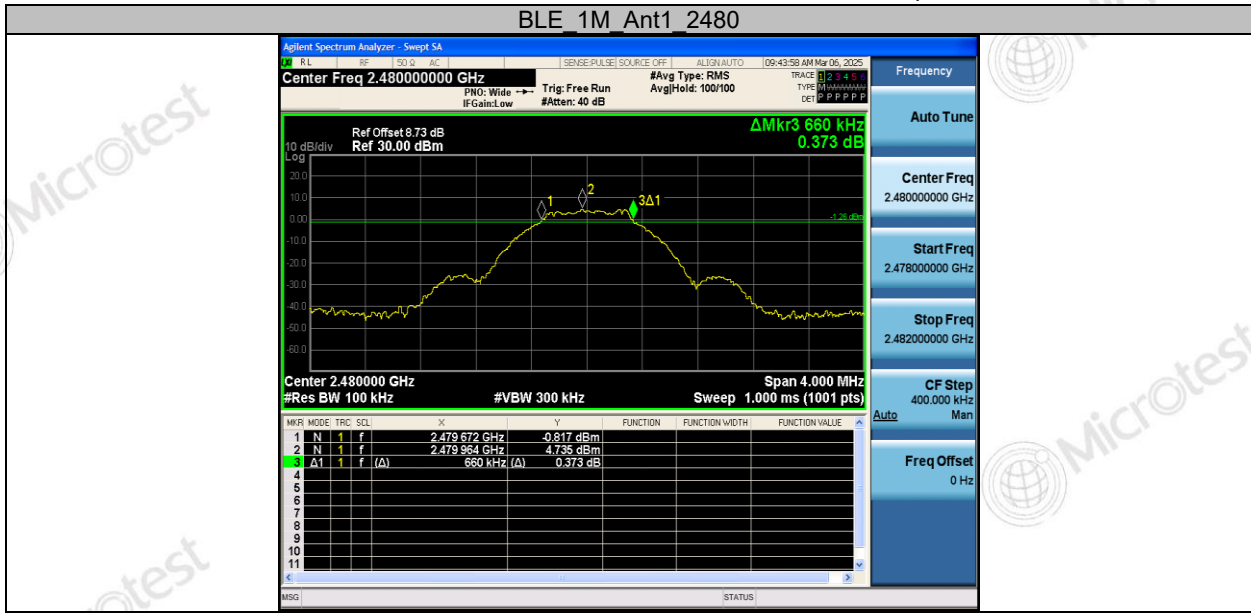 BLE_1M_Ant1_2480
Agilent Spectrum Analyzer - Swept SA
RL RF 50 Ω AC SENSE:PULSE SOURCE OFF ALIGN AUTO 09:43:58 AM Mar 06, 2025
Center Freq 2.480000000 GHz
PNO: Wide
IFGain:Low
Trig: Free Run
#Atten: 40 dB
#Avg Type: RMS
Avg|Hold: 100/100
TRACE 1 2 3 4 5 6
TYPE M
DET P P P P P P
Frequency
ΔMkr3 660 kHz
0.373 dB
Ref Offset 8.73 dB
10 dB/div Ref 30.00 dBm
Log
20.0
10.0
0.00
-10.0
-20.0
-30.0
-40.0
-50.0
-60.0
1
2
3Δ1
-1.26 dBm
Center 2.480000 GHz Span 4.000 MHz
#Res BW 100 kHz #VBW 300 kHz Sweep 1.000 ms (1001 pts)
MKR MODE TRC SCL X Y FUNCTION FUNCTION WIDTH FUNCTION VALUE
1 N 1 f 2.479 672 GHz -0.817 dBm
2 N 1 f 2.479 964 GHz 4.735 dBm
3 Δ1 1 f (Δ) 660 kHz (Δ) 0.373 dB
4
5
6
7
8
9
10
11
MSG STATUS
Auto Tune
Center Freq
2.480000000 GHz
Start Freq
2.478000000 GHz
Stop Freq
2.482000000 GHz
CF Step
400.000 kHz
Auto Man
Freq Offset
0 Hz
Microtest
Microtest
otest